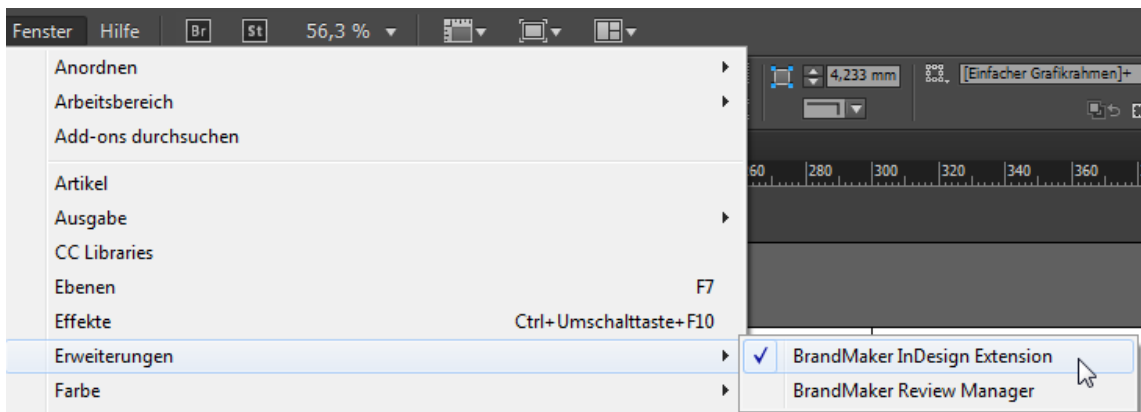 Fenster Hilfe Br St 56,3 %
Anordnen
4,233 mm [Einfacher Grafikrahmen]+
Arbeitsbereich
Add-ons durchsuchen
60 280 300 320 340 360
Artikel
Ausgabe
CC Libraries
Ebenen F7
Effekte Ctrl+Umschalttaste+F10
Erweiterungen BrandMaker InDesign Extension
Farbe BrandMaker Review Manager